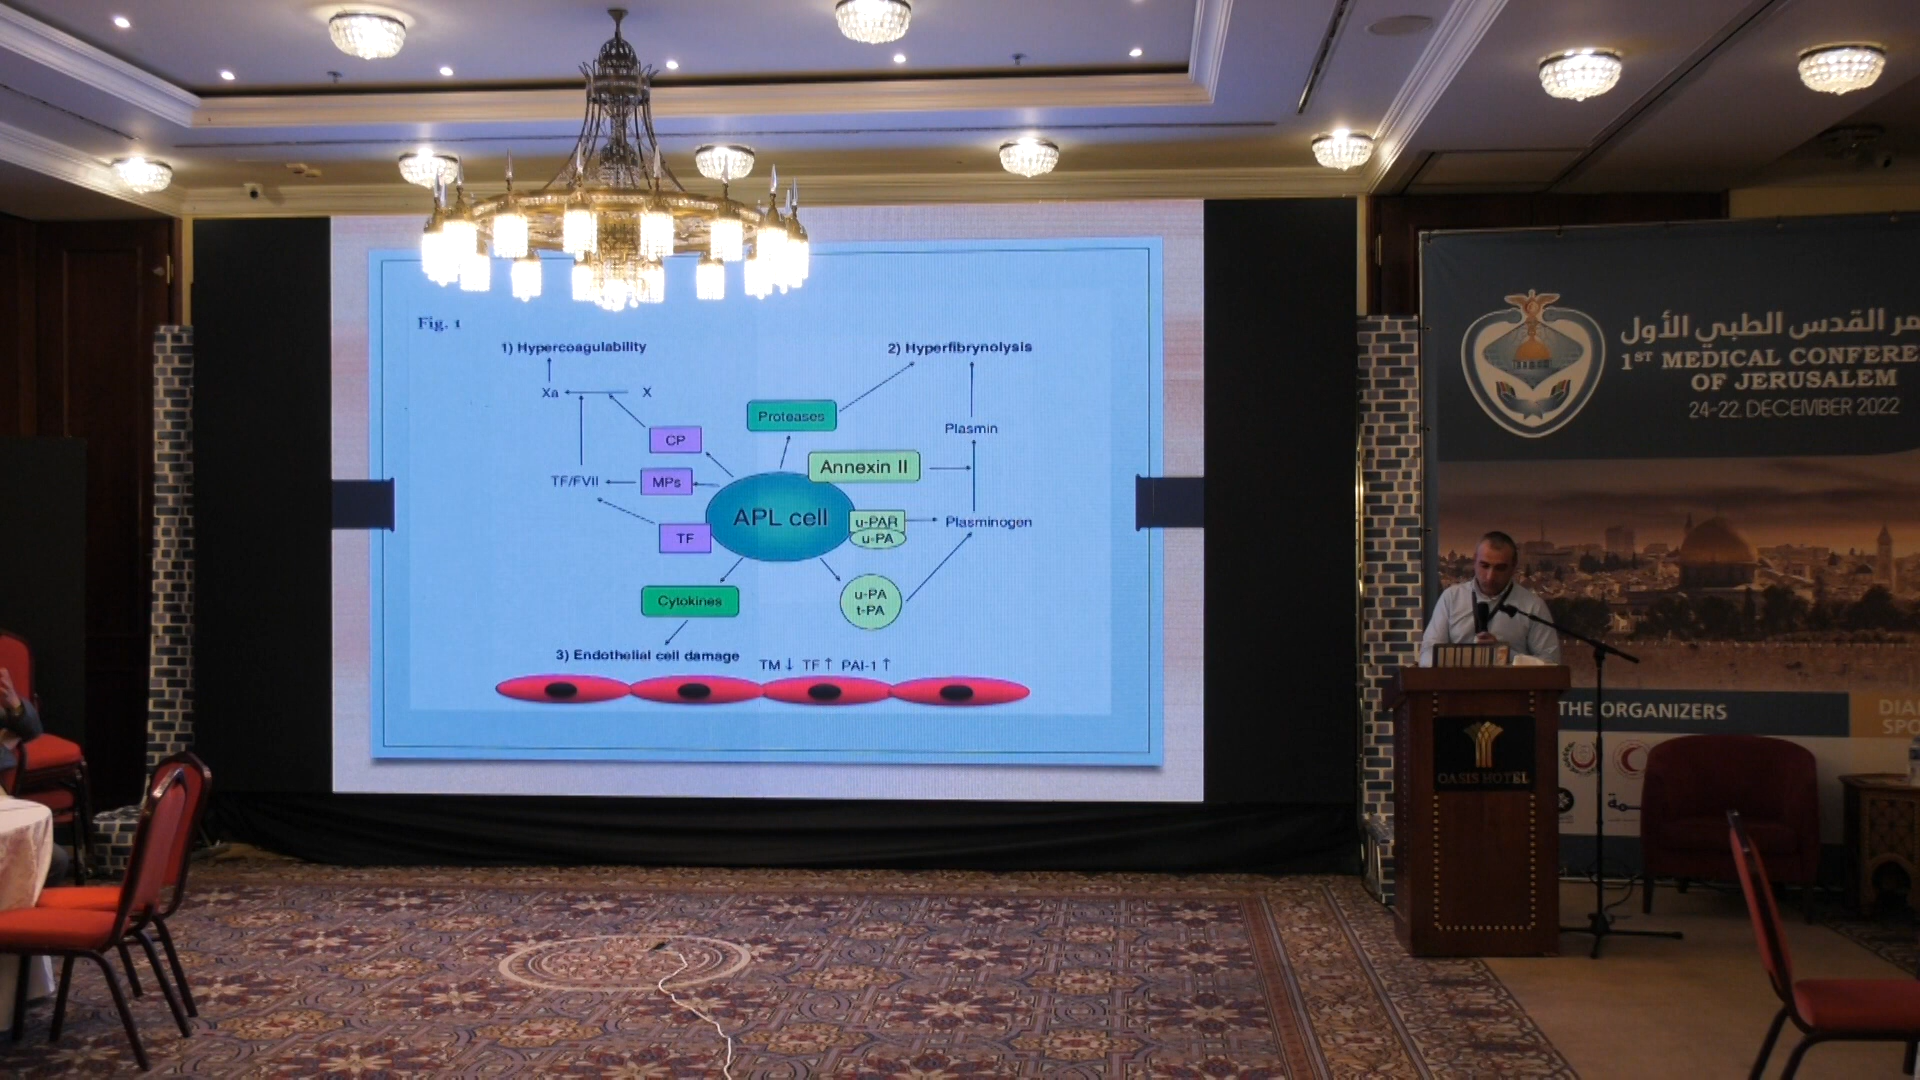 Fig. 1
1) Hypercoagulability
2) Hyperfibrynolysis
Xa
X
Proteases
CP
Plasmin
Annexin II
TF/FVII
MPs
APL cell
u-PAR
u-PA
Plasminogen
TF
Cytokines
u-PA
t-PA
3) Endothelial cell damage
TM ↓ TF ↑ PAI-1 ↑
مر القدس الطبي الأول
1ST MEDICAL CONFERE
OF JERUSALEM
24-22 DECEMBER 2022
THE ORGANIZERS
DIA
SPO
OASIS HOTEL